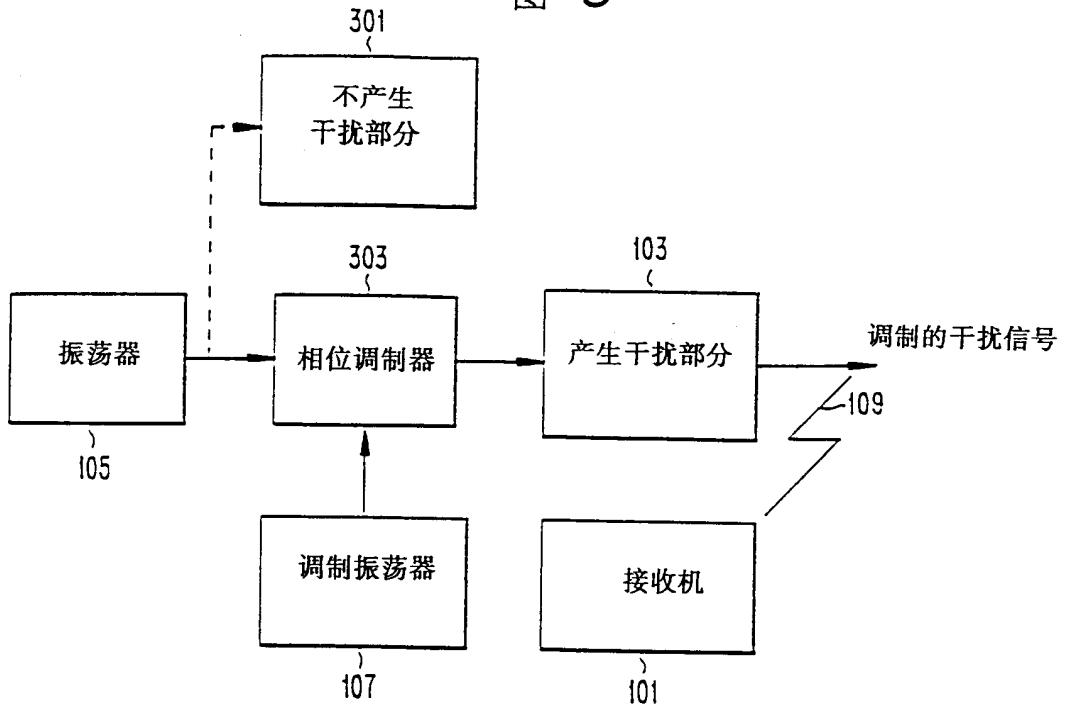 图
301
不产生
干扰部分
303
103
振荡器
相位调制器
产生干扰部分
调制的干扰信号
109
105
调制振荡器
接收机
107
101